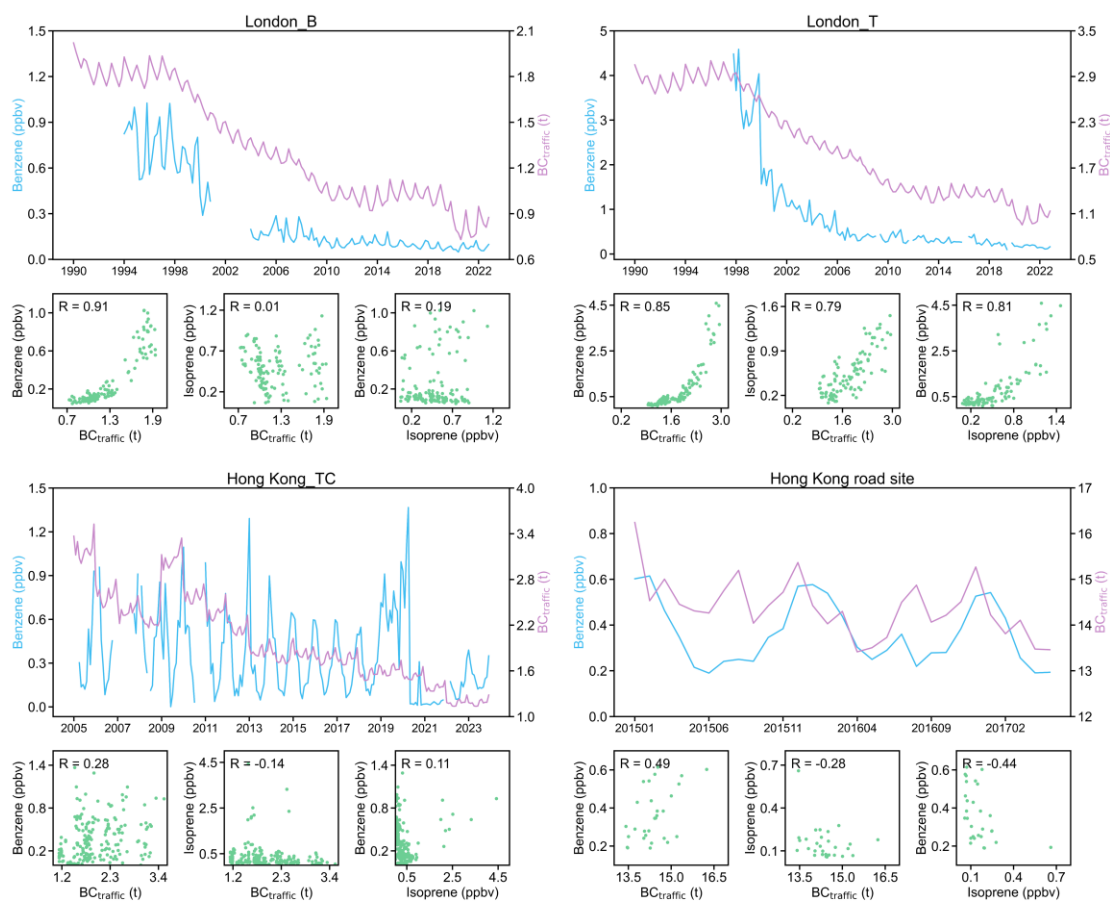 London_B
1.5
1.2
0.9
0.6
0.3
0.0
Benzene (ppbv)
2.1
1.8
1.5
1.2
0.9
0.6
BCtraffic (t)
1990 1994 1998 2002 2006 2010 2014 2018 2022
R = 0.91
1.0
0.6
0.2
Benzene (ppbv)
0.7 1.3 1.9
BCtraffic (t)
R = 0.01
1.2
0.7
0.2
Isoprene (ppbv)
0.7 1.3 1.9
BCtraffic (t)
R = 0.19
1.0
0.6
0.2
Benzene (ppbv)
0.2 0.7 1.2
Isoprene (ppbv)
London_T
5
4
3
2
1
0
Benzene (ppbv)
3.5
2.9
2.3
1.7
1.1
0.5
BCtraffic (t)
1990 1994 1998 2002 2006 2010 2014 2018 2022
R = 0.85
4.5
2.5
0.5
Benzene (ppbv)
0.2 1.6 3.0
BCtraffic (t)
R = 0.79
1.6
0.9
0.2
Isoprene (ppbv)
0.2 1.6 3.0
BCtraffic (t)
R = 0.81
4.5
2.5
0.5
Benzene (ppbv)
0.2 0.8 1.4
Isoprene (ppbv)
Hong Kong_TC
1.5
1.2
0.9
0.6
0.3
0.0
Benzene (ppbv)
4.0
3.4
2.8
2.2
1.6
1.0
BCtraffic (t)
2005 2007 2009 2011 2013 2015 2017 2019 2021 2023
R = 0.28
1.4
0.8
0.2
Benzene (ppbv)
1.2 2.3 3.4
BCtraffic (t)
R = -0.14
4.5
2.5
0.5
Isoprene (ppbv)
1.2 2.3 3.4
BCtraffic (t)
R = 0.11
1.4
0.8
0.2
Benzene (ppbv)
0.5 2.5 4.5
Isoprene (ppbv)
Hong Kong road site
1.0
0.8
0.6
0.4
0.2
0.0
Benzene (ppbv)
17
16
15
14
13
12
BCtraffic (t)
201501 201506 201511 201604 201609 201702
R = 0.49
0.6
0.4
0.2
Benzene (ppbv)
13.5 15.0 16.5
BCtraffic (t)
R = -0.28
0.7
0.4
0.1
Isoprene (ppbv)
13.5 15.0 16.5
BCtraffic (t)
R = -0.44
0.6
0.4
0.2
Benzene (ppbv)
0.1 0.4 0.7
Isoprene (ppbv)